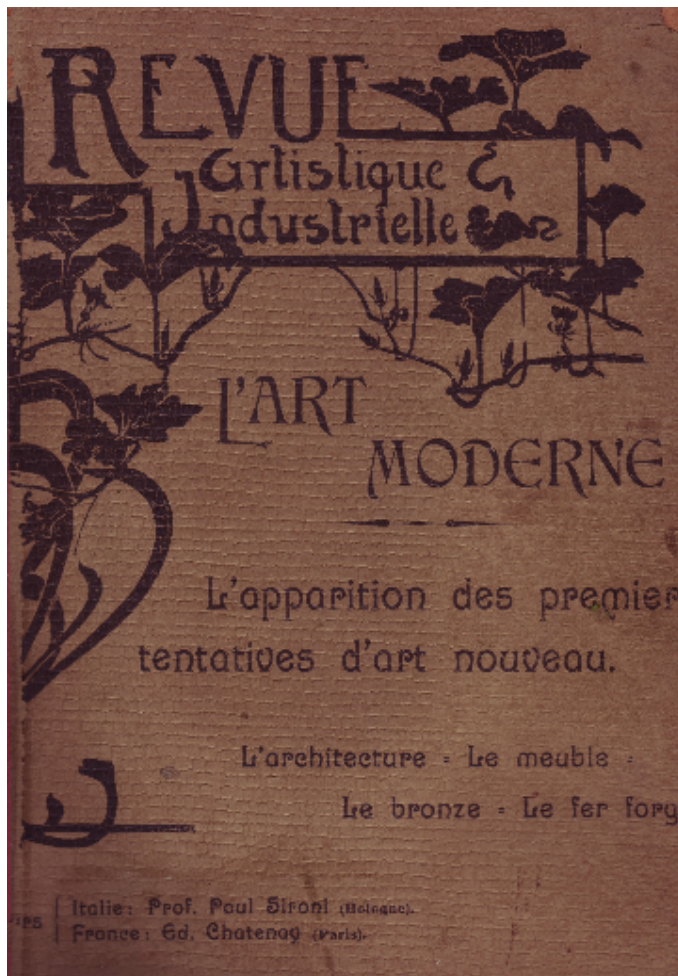 REVUE
Artistique &
Industrielle
L'ART
MODERNE
L'apparition des premier
tentatives d'art nouveau.
L'architecture = Le meuble =
Le bronze = Le fer forg
Italie: Prof. Paul Sironi (Bologne).
France: Ed. Chatenay (Paris).